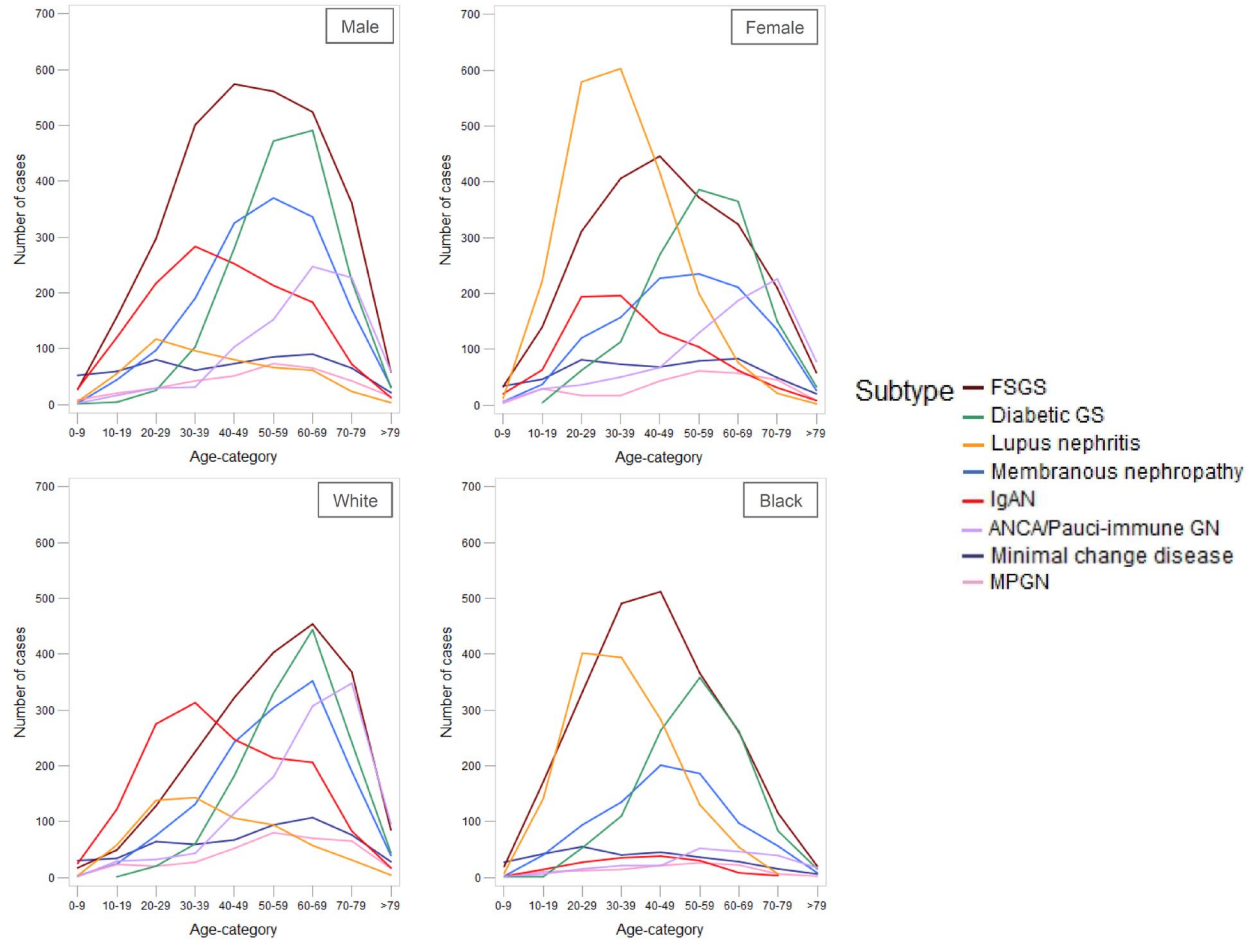 Male
700
600
500
400
300
200
100
0
Number of cases
0-9 10-19 20-29 30-39 40-49 50-59 60-69 70-79 >79
Age-category
Female
700
600
500
400
300
200
100
0
Number of cases
0-9 10-19 20-29 30-39 40-49 50-59 60-69 70-79 >79
Age-category
White
700
600
500
400
300
200
100
0
Number of cases
0-9 10-19 20-29 30-39 40-49 50-59 60-69 70-79 >79
Age-category
Black
700
600
500
400
300
200
100
0
Number of cases
0-9 10-19 20-29 30-39 40-49 50-59 60-69 70-79 >79
Age-category
Subtype
FSGS
Diabetic GS
Lupus nephritis
Membranous nephropathy
IgAN
ANCA/Pauci-immune GN
Minimal change disease
MPGN